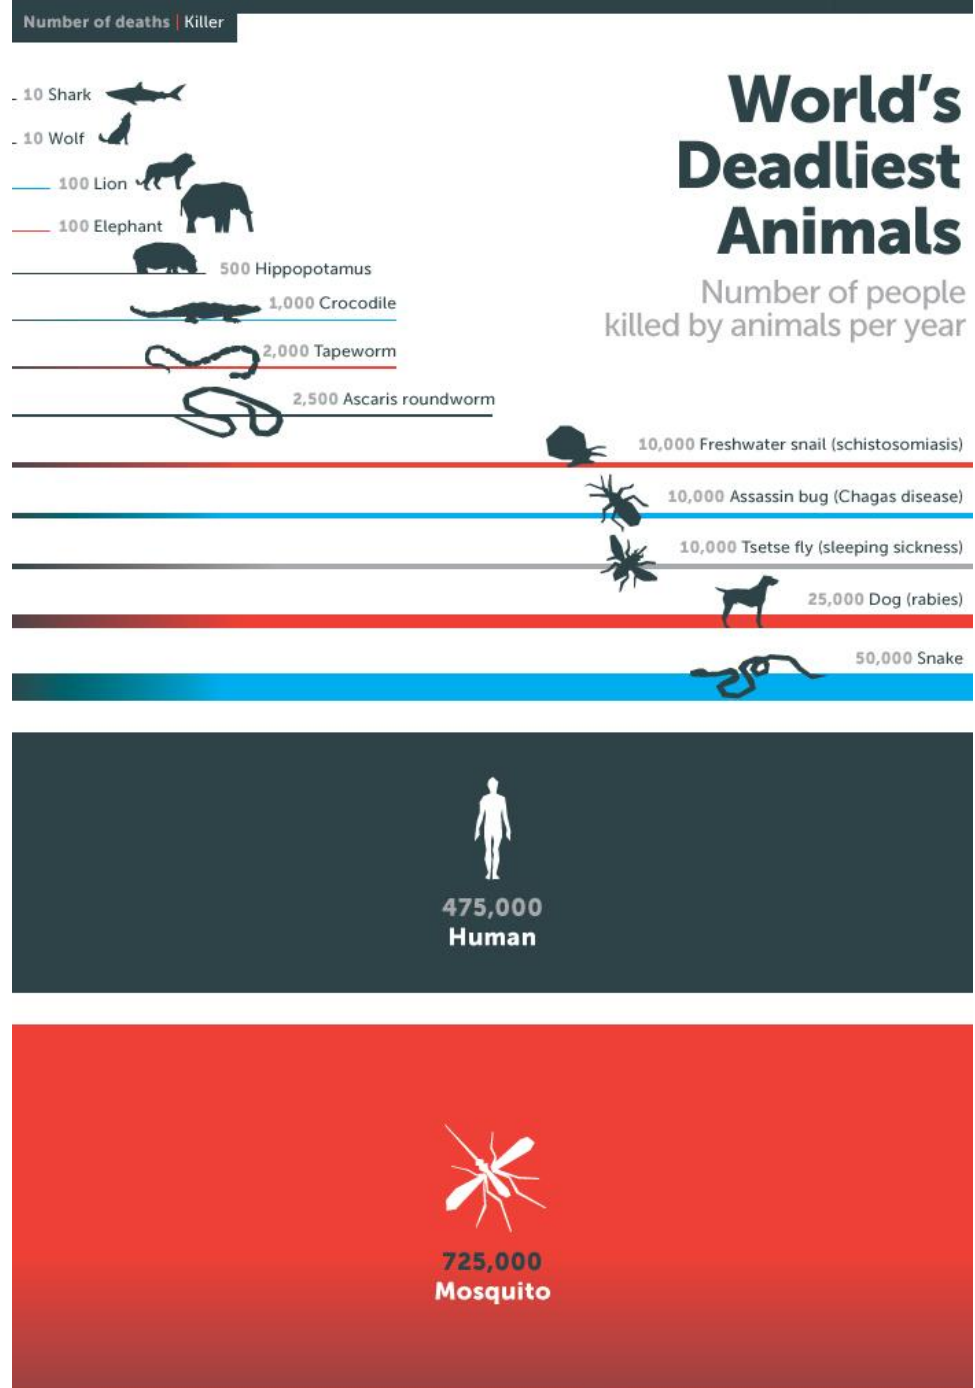 Number of deaths | Killer
World's
Deadliest
Animals
Number of people
killed by animals per year
10 Shark
10 Wolf
100 Lion
100 Elephant
500 Hippopotamus
1,000 Crocodile
2,000 Tapeworm
2,500 Ascaris roundworm
10,000 Freshwater snail (schistosomiasis)
10,000 Assassin bug (Chagas disease)
10,000 Tsetse fly (sleeping sickness)
25,000 Dog (rabies)
50,000 Snake
475,000
Human
725,000
Mosquito